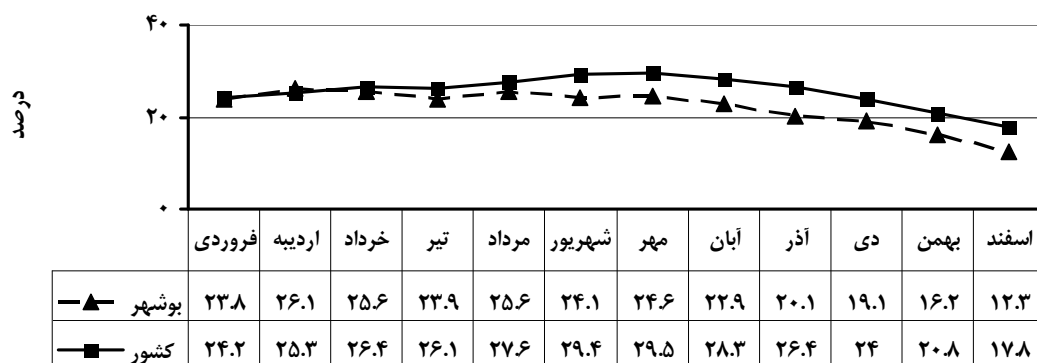 ۴۰
درصد
۲۰
۰
فروردی اردیبه خرداد تیر مرداد شهریور مهر آبان آذر دی بهمن اسفند
بوشهر ۲۳.۸ ۲۶.۱ ۲۵.۶ ۲۳.۹ ۲۵.۶ ۲۴.۱ ۲۴.۶ ۲۲.۹ ۲۰.۱ ۱۹.۱ ۱۶.۲ ۱۲.۳
کشور ۲۴.۲ ۲۵.۳ ۲۶.۴ ۲۶.۱ ۲۷.۶ ۲۹.۴ ۲۹.۵ ۲۸.۳ ۲۶.۴ ۲۴ ۲۰.۸ ۱۷.۸